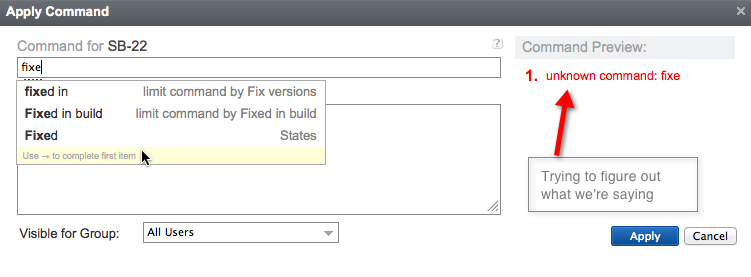 Apply Command
Command for SB-22
fixe
fixed in limit command by Fix versions
Fixed in build limit command by Fixed in build
Fixed States
Use → to complete first item
Visible for Group: All Users
Command Preview:
1. unknown command: fixe
Trying to figure out
what we're saying
Apply Cancel